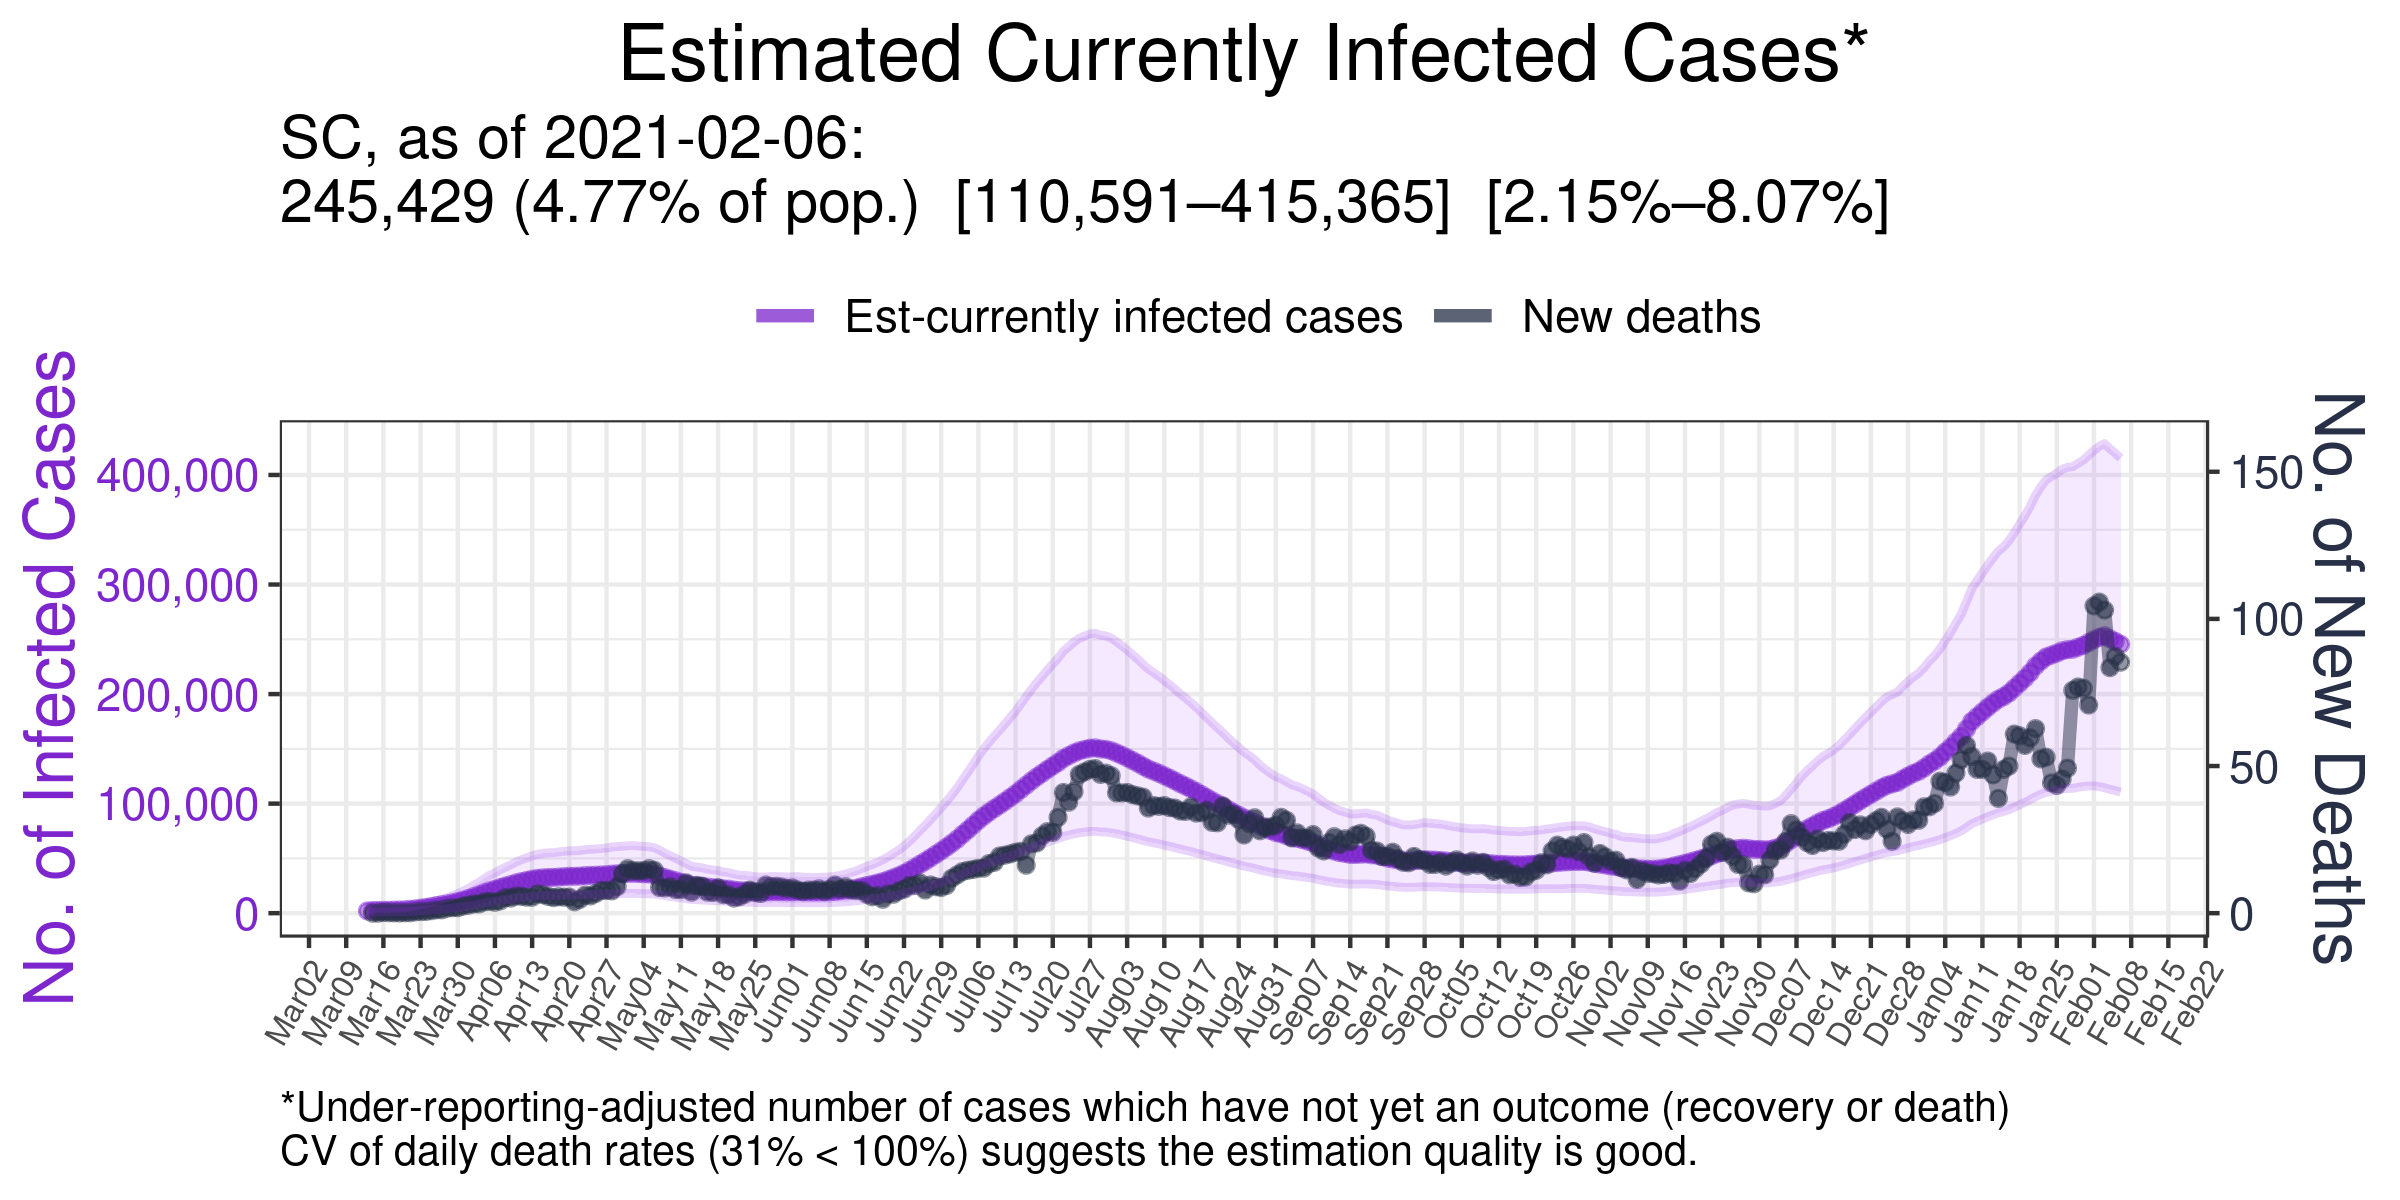 Estimated Currently Infected Cases*
SC, as of 2021-02-06:
245,429 (4.77% of pop.)  [110,591–415,365]  [2.15%–8.07%]
Est-currently infected cases
New deaths
No. of Infected Cases
400,000
300,000
200,000
100,000
0
150
100
50
0
No. of New Deaths
Mar02
Mar09
Mar16
Mar23
Mar30
Apr06
Apr13
Apr20
Apr27
May04
May11
May18
May25
Jun01
Jun08
Jun15
Jun22
Jun29
Jul06
Jul13
Jul20
Jul27
Aug03
Aug10
Aug17
Aug24
Aug31
Sep07
Sep14
Sep21
Sep28
Oct05
Oct12
Oct19
Oct26
Nov02
Nov09
Nov16
Nov23
Nov30
Dec07
Dec14
Dec21
Dec28
Jan04
Jan11
Jan18
Jan25
Feb01
Feb08
Feb15
Feb22
*Under-reporting-adjusted number of cases which have not yet an outcome (recovery or death)
CV of daily death rates (31% < 100%) suggests the estimation quality is good.